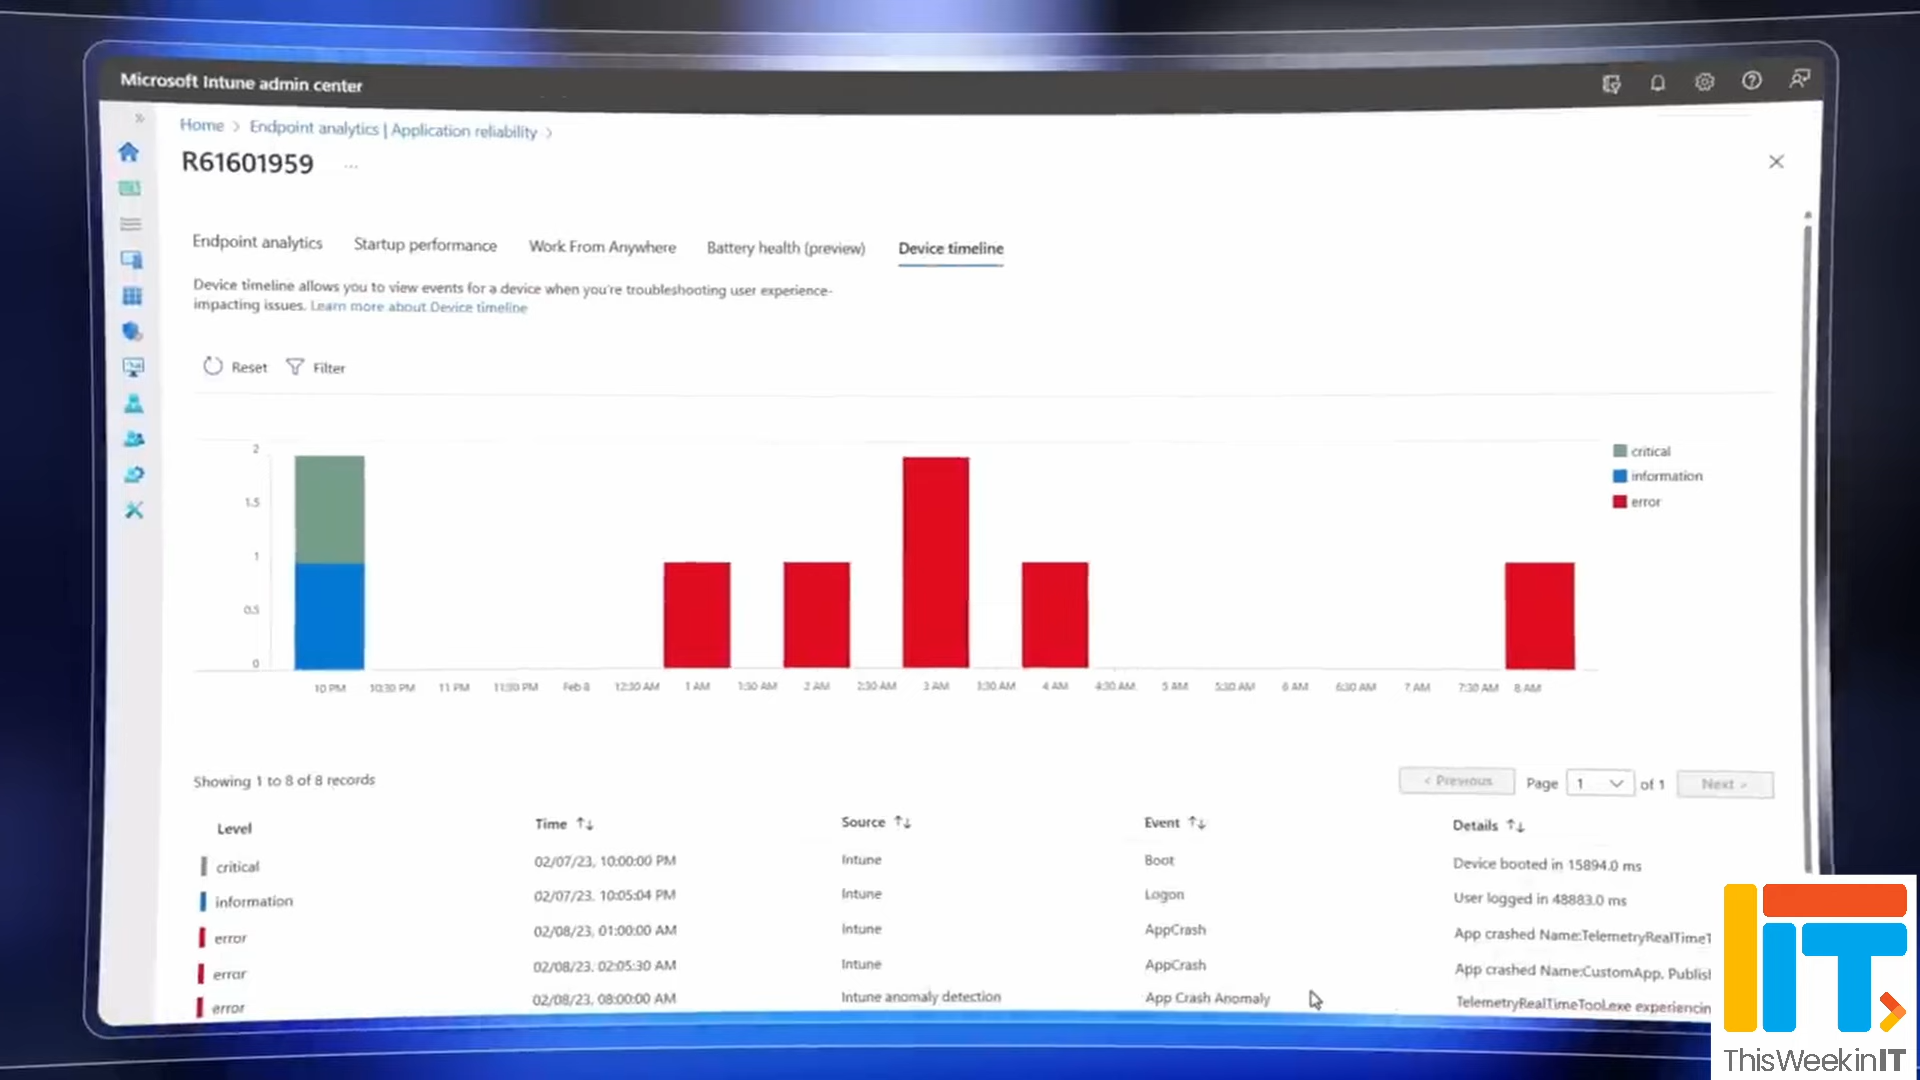 Microsoft Intune admin center
Home > Endpoint analytics | Application reliability >
R61601959 ...
Endpoint analytics Startup performance Work From Anywhere Battery health (preview) Device timeline
Device timeline allows you to view events for a device when you're troubleshooting user experience-
impacting issues. Learn more about Device timeline
Reset Filter
2
1.5
1
0.5
0
critical
information
error
10 PM 10:30 PM 11 PM 11:30 PM Feb 8 12:30 AM 1 AM 1:30 AM 2 AM 2:30 AM 3 AM 3:30 AM 4 AM 4:30 AM 5 AM 5:30 AM 6 AM 6:30 AM 7 AM 7:30 AM 8 AM
Showing 1 to 8 of 8 records
< Previous Page 1 of 1 Next >
Level Time ↑↓ Source ↑↓ Event ↑↓ Details ↑↓
critical 02/07/23, 10:00:00 PM Intune Boot Device booted in 15894.0 ms
information 02/07/23, 10:05:04 PM Intune Logon User logged in 48883.0 ms
error 02/08/23, 01:00:00 AM Intune AppCrash App crashed Name:TelemetryRealTimeT
error 02/08/23, 02:05:30 AM Intune AppCrash App crashed Name:CustomApp, Publis
error 02/08/23, 08:00:00 AM Intune anomaly detection App Crash Anomaly TelemetryRealTimeTool.exe experiencin
IT
ThisWeekinIT